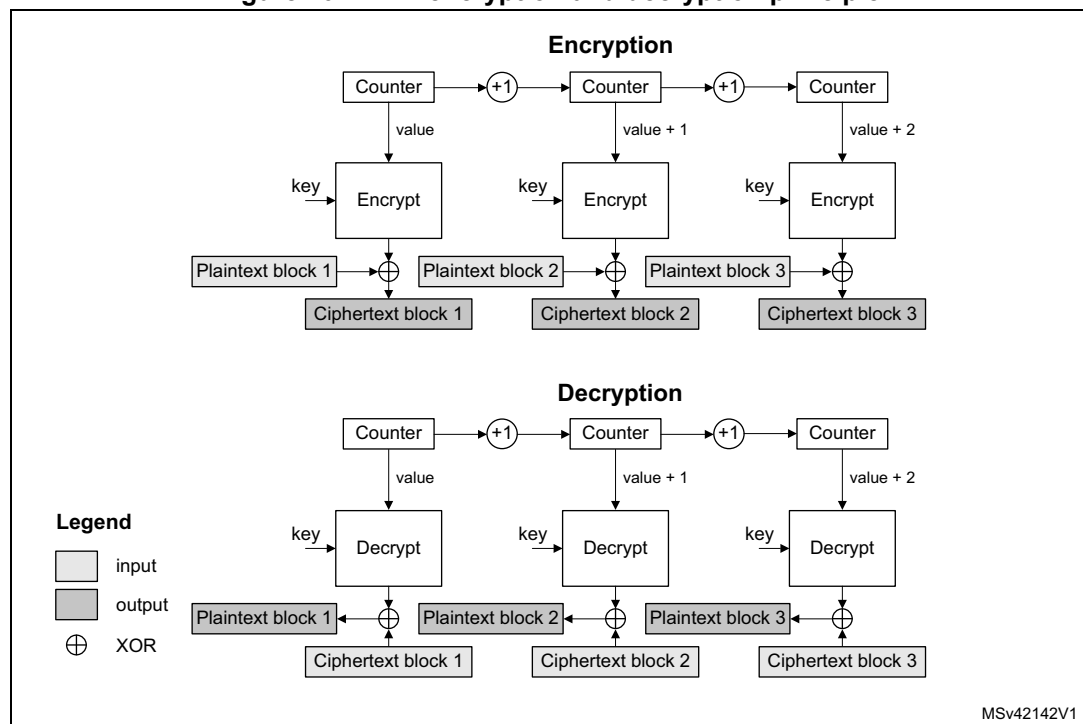 Encryption
Counter +1 Counter +1 Counter
value value + 1 value + 2
key Encrypt key Encrypt key Encrypt
Plaintext block 1 Plaintext block 2 Plaintext block 3
Ciphertext block 1 Ciphertext block 2 Ciphertext block 3
Decryption
Counter +1 Counter +1 Counter
value value + 1 value + 2
key Decrypt key Decrypt key Decrypt
Plaintext block 1 Plaintext block 2 Plaintext block 3
Ciphertext block 1 Ciphertext block 2 Ciphertext block 3
Legend
input
output
XOR
MSv42142V1